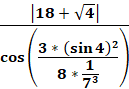 |18 + √4|
cos(3 * (sin 4)² / 8 * 1/7³)